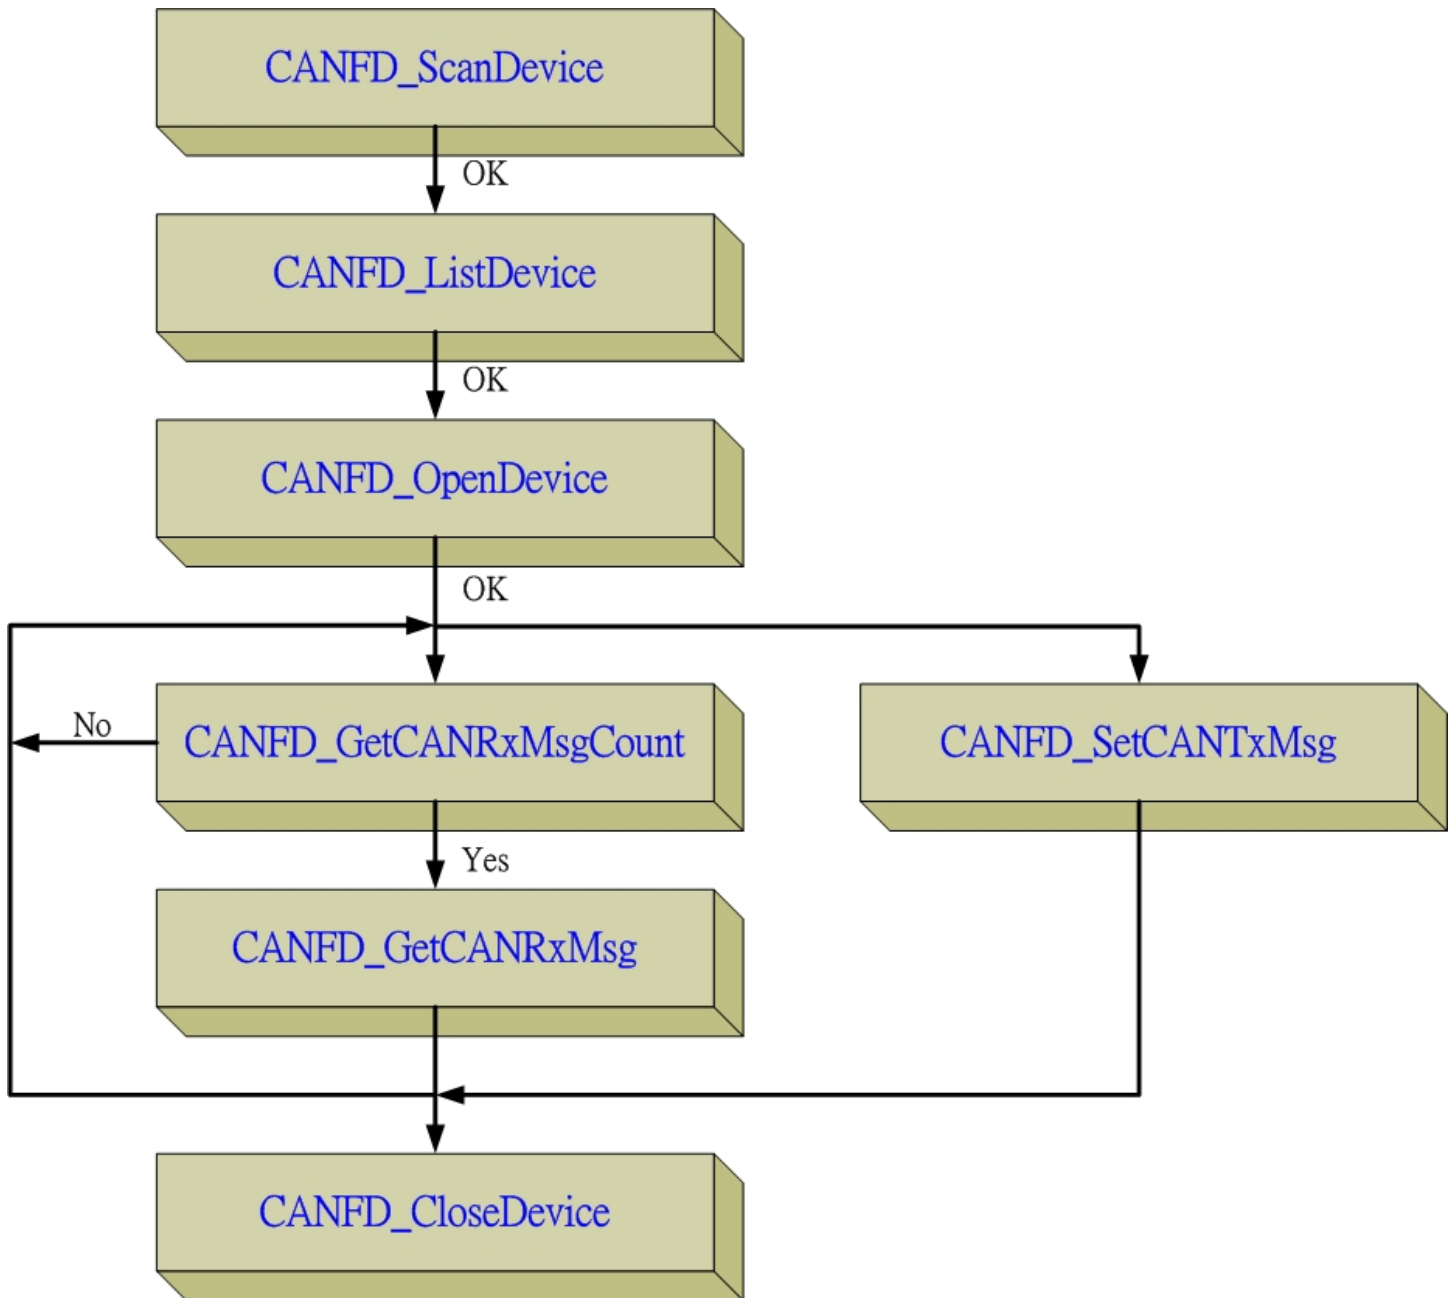 CANFD_ScanDevice
OK
CANFD_ListDevice
OK
CANFD_OpenDevice
OK
No
CANFD_GetCANRxMsgCount
CANFD_SetCANTxMsg
Yes
CANFD_GetCANRxMsg
CANFD_CloseDevice